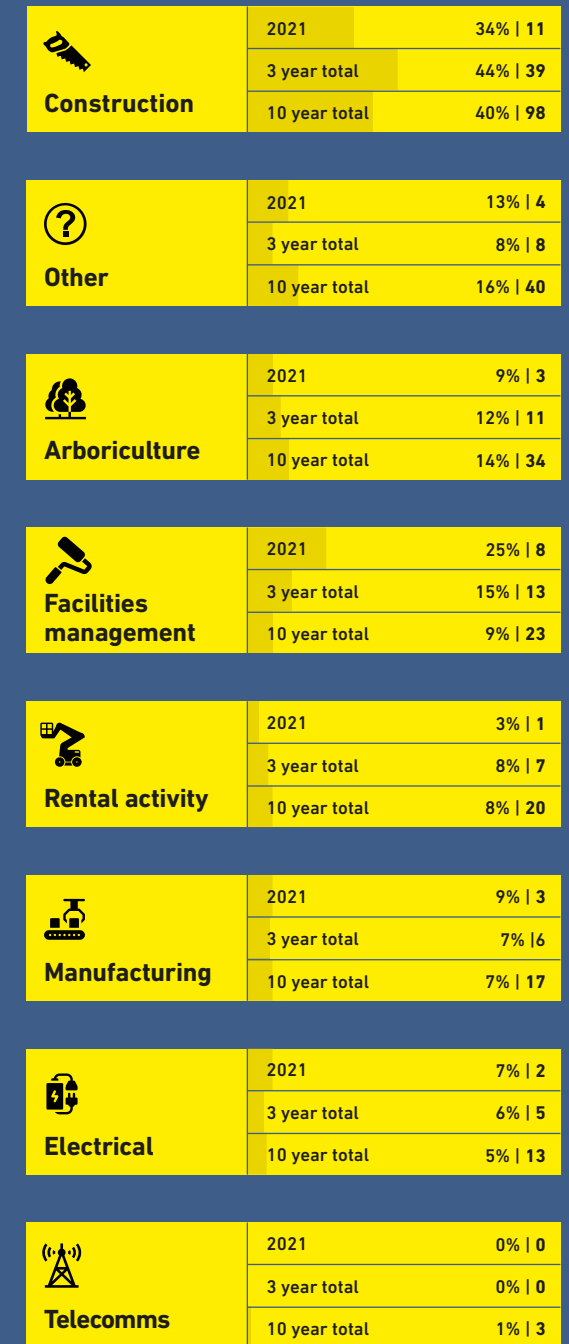 Construction
2021 34% | 11
3 year total 44% | 39
10 year total 40% | 98
?
Other
2021 13% | 4
3 year total 8% | 8
10 year total 16% | 40
Arboriculture
2021 9% | 3
3 year total 12% | 11
10 year total 14% | 34
Facilities
management
2021 25% | 8
3 year total 15% | 13
10 year total 9% | 23
Rental activity
2021 3% | 1
3 year total 8% | 7
10 year total 8% | 20
Manufacturing
2021 9% | 3
3 year total 7% |6
10 year total 7% | 17
Electrical
2021 7% | 2
3 year total 6% | 5
10 year total 5% | 13
Telecomms
2021 0% | 0
3 year total 0% | 0
10 year total 1% | 3